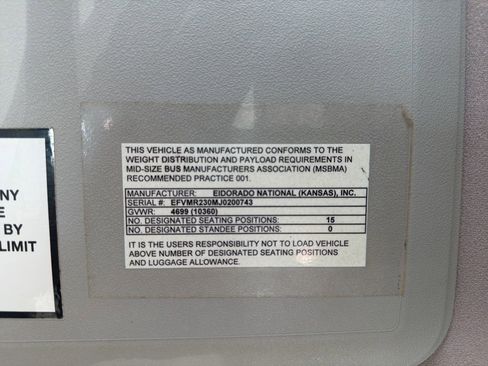 THIS VEHICLE AS MANUFACTURED CONFORMS TO THE
WEIGHT DISTRIBUTION AND PAYLOAD REQUIREMENTS IN
MID-SIZE BUS MANUFACTURERS ASSOCIATION (MSBMA)
RECOMMENDED PRACTICE 001.
MANUFACTURER: ElDORADO NATIONAL (KANSAS), INC.
SERIAL #: EFVMR230MJ0200743
GVWR: 4699 (10360)
NO. DESIGNATED SEATING POSITIONS: 15
NO. DESIGNATED STANDEE POSITIONS: 0
IT IS THE USERS RESPONSIBILITY NOT TO LOAD VEHICLE
ABOVE NUMBER OF DESIGNATED SEATING POSITIONS
AND LUGGAGE ALLOWANCE.
NY
E
BY
LIMIT